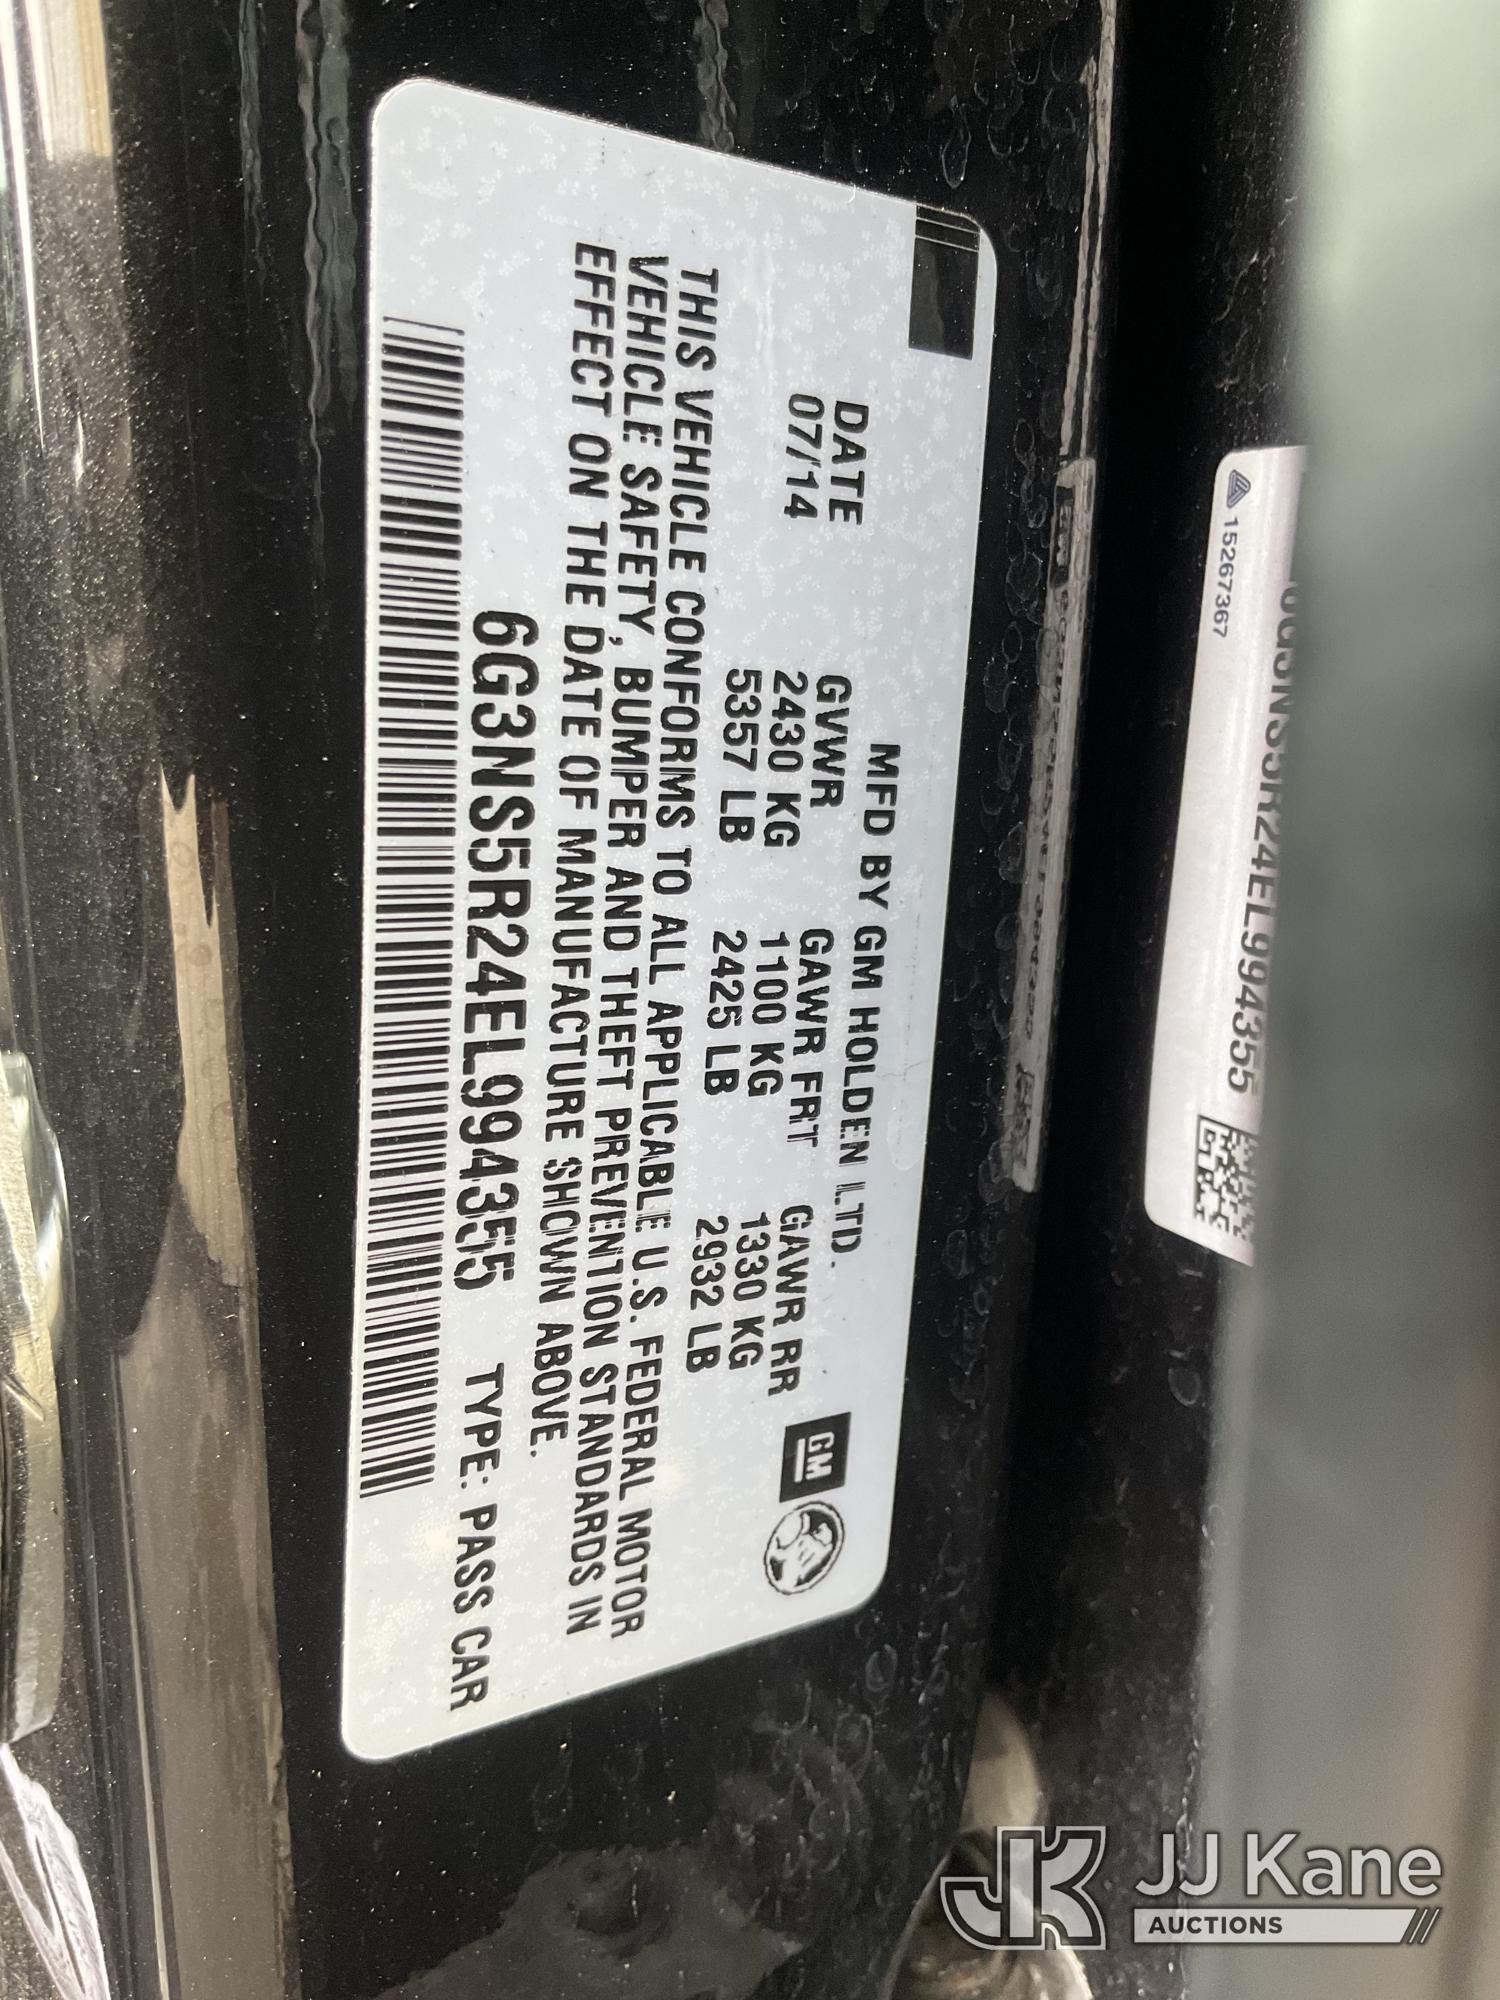 MFD BY GM HOLDEN LTD.
DATE GVWR GAWR FRT GAWR RR
07/14 2430 KG 1100 KG 1330 KG
5357 LB 2425 LB 2932 LB
GM
THIS VEHICLE CONFORMS TO ALL APPLICABLE U.S. FEDERAL MOTOR
VEHICLE SAFETY, BUMPER AND THEFT PREVENTION STANDARDS IN
EFFECT ON THE DATE OF MANUFACTURE SHOWN ABOVE.
6G3NS5R24EL994355 TYPE: PASS CAR
15267367
6G3NS5R24EL994355
JK JJ Kane
AUCTIONS